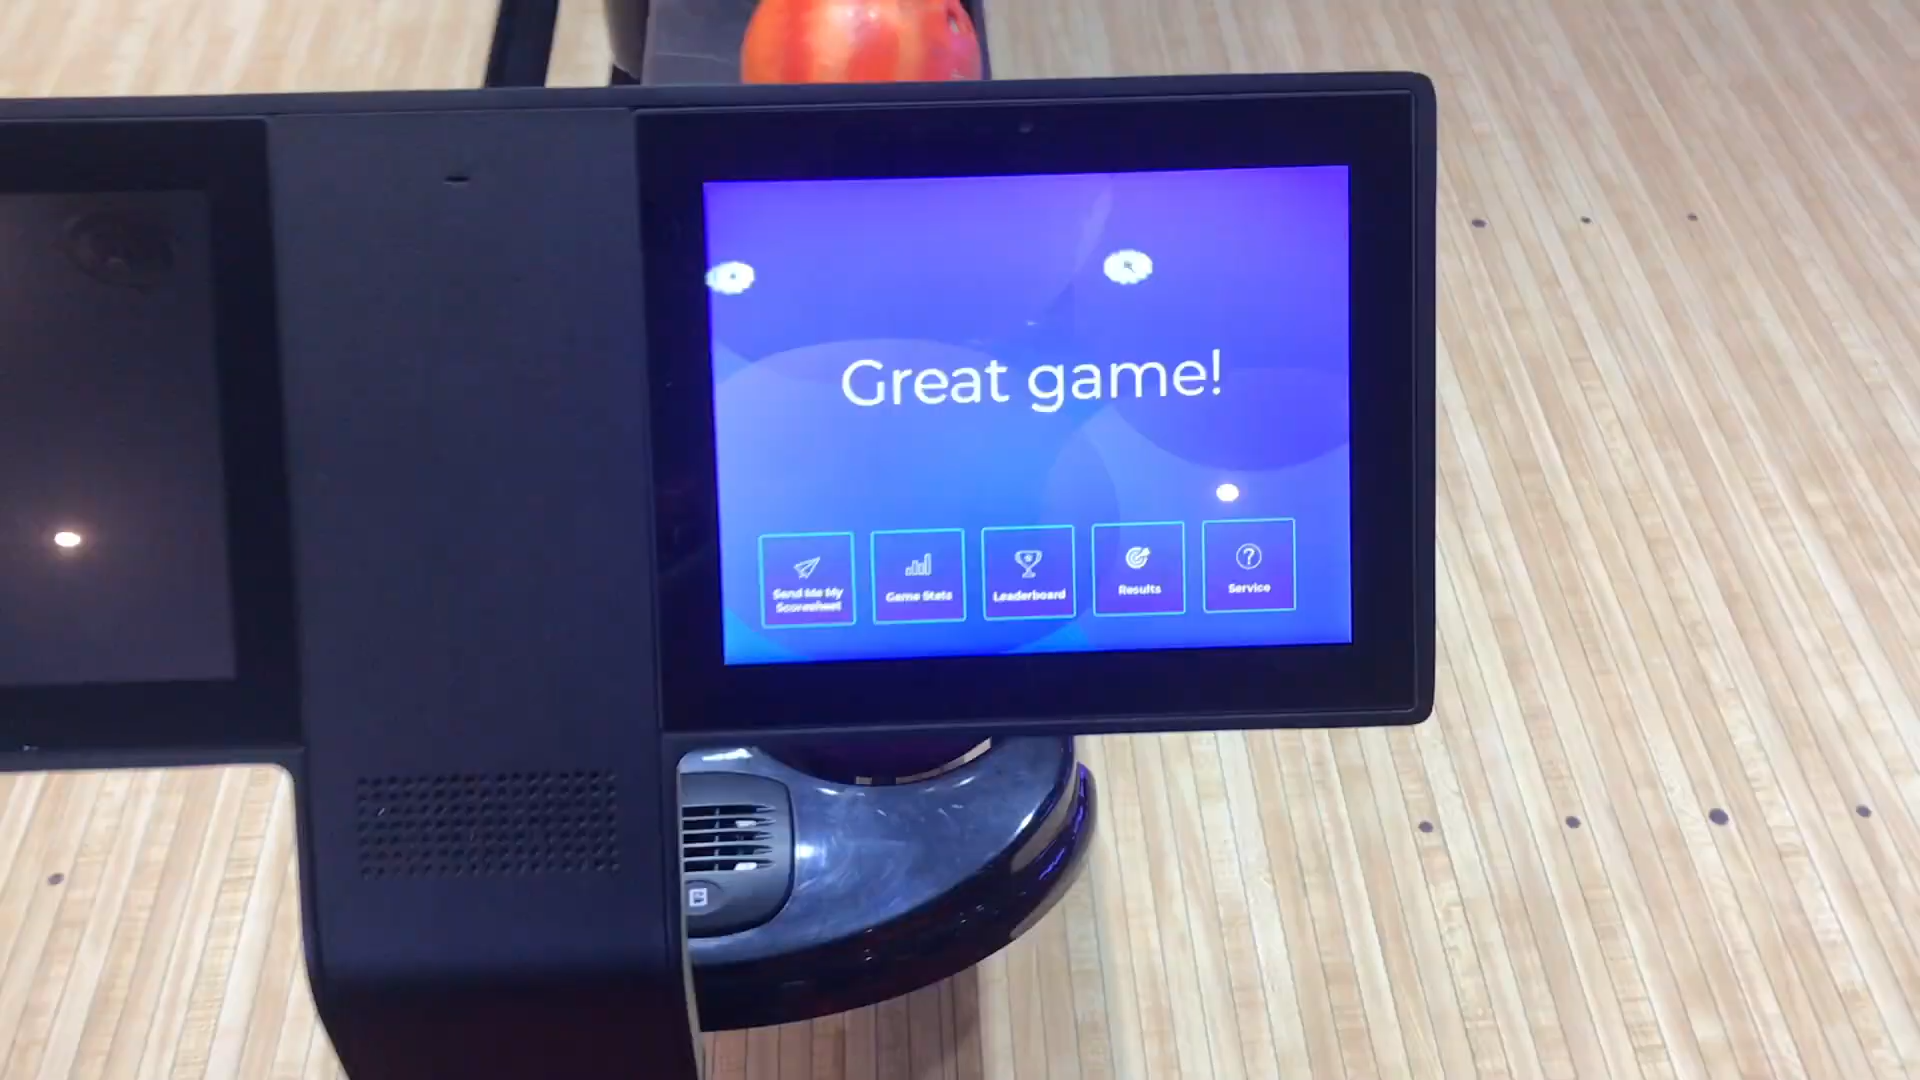 Great game!
Send Me My
Scoresheet
Game Stats
Leaderboard
Results
Service